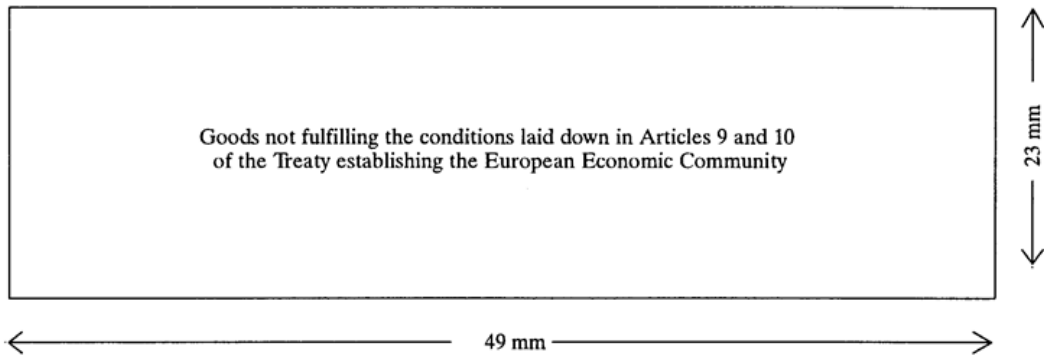 Goods not fulfilling the conditions laid down in Articles 9 and 10
of the Treaty establishing the European Economic Community
23 mm
49 mm